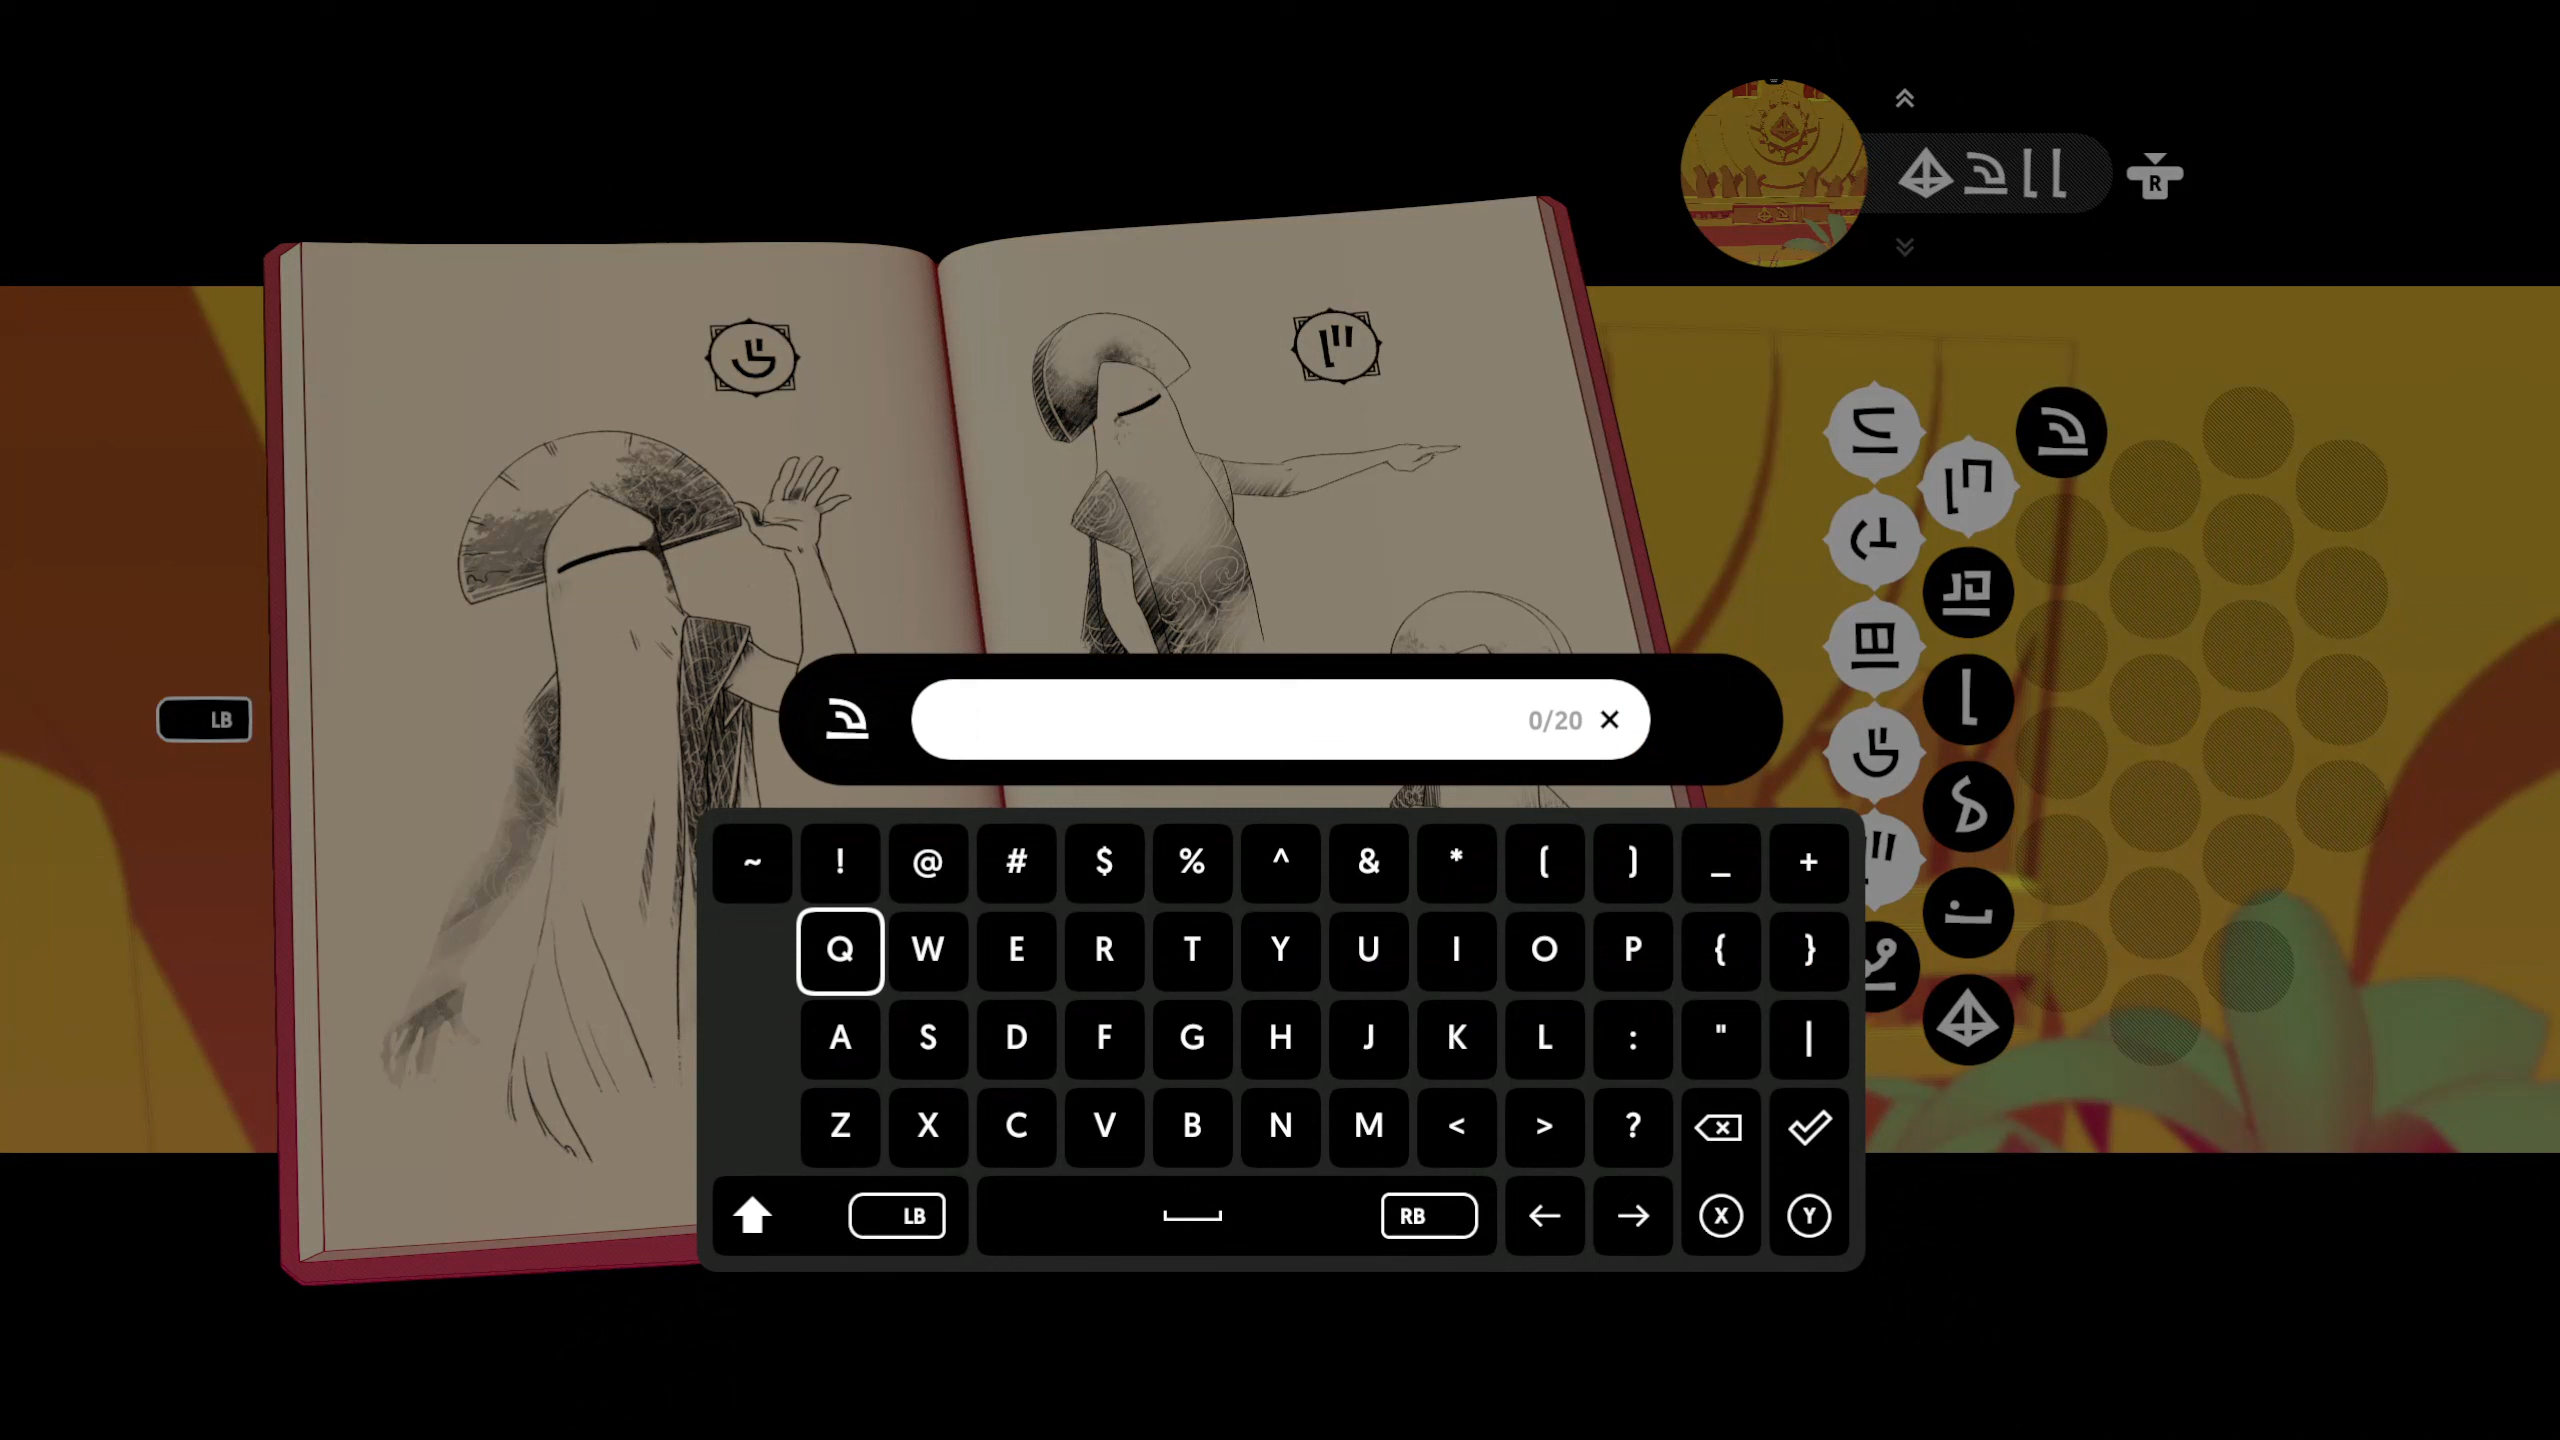 R
LB
0/20 ×
~ ! @ # $ % ^ & * ( ) _ +
Q W E R T Y U I O P { }
A S D F G H J K L : " |
Z X C V B N M < > ?
LB RB ← → X Y